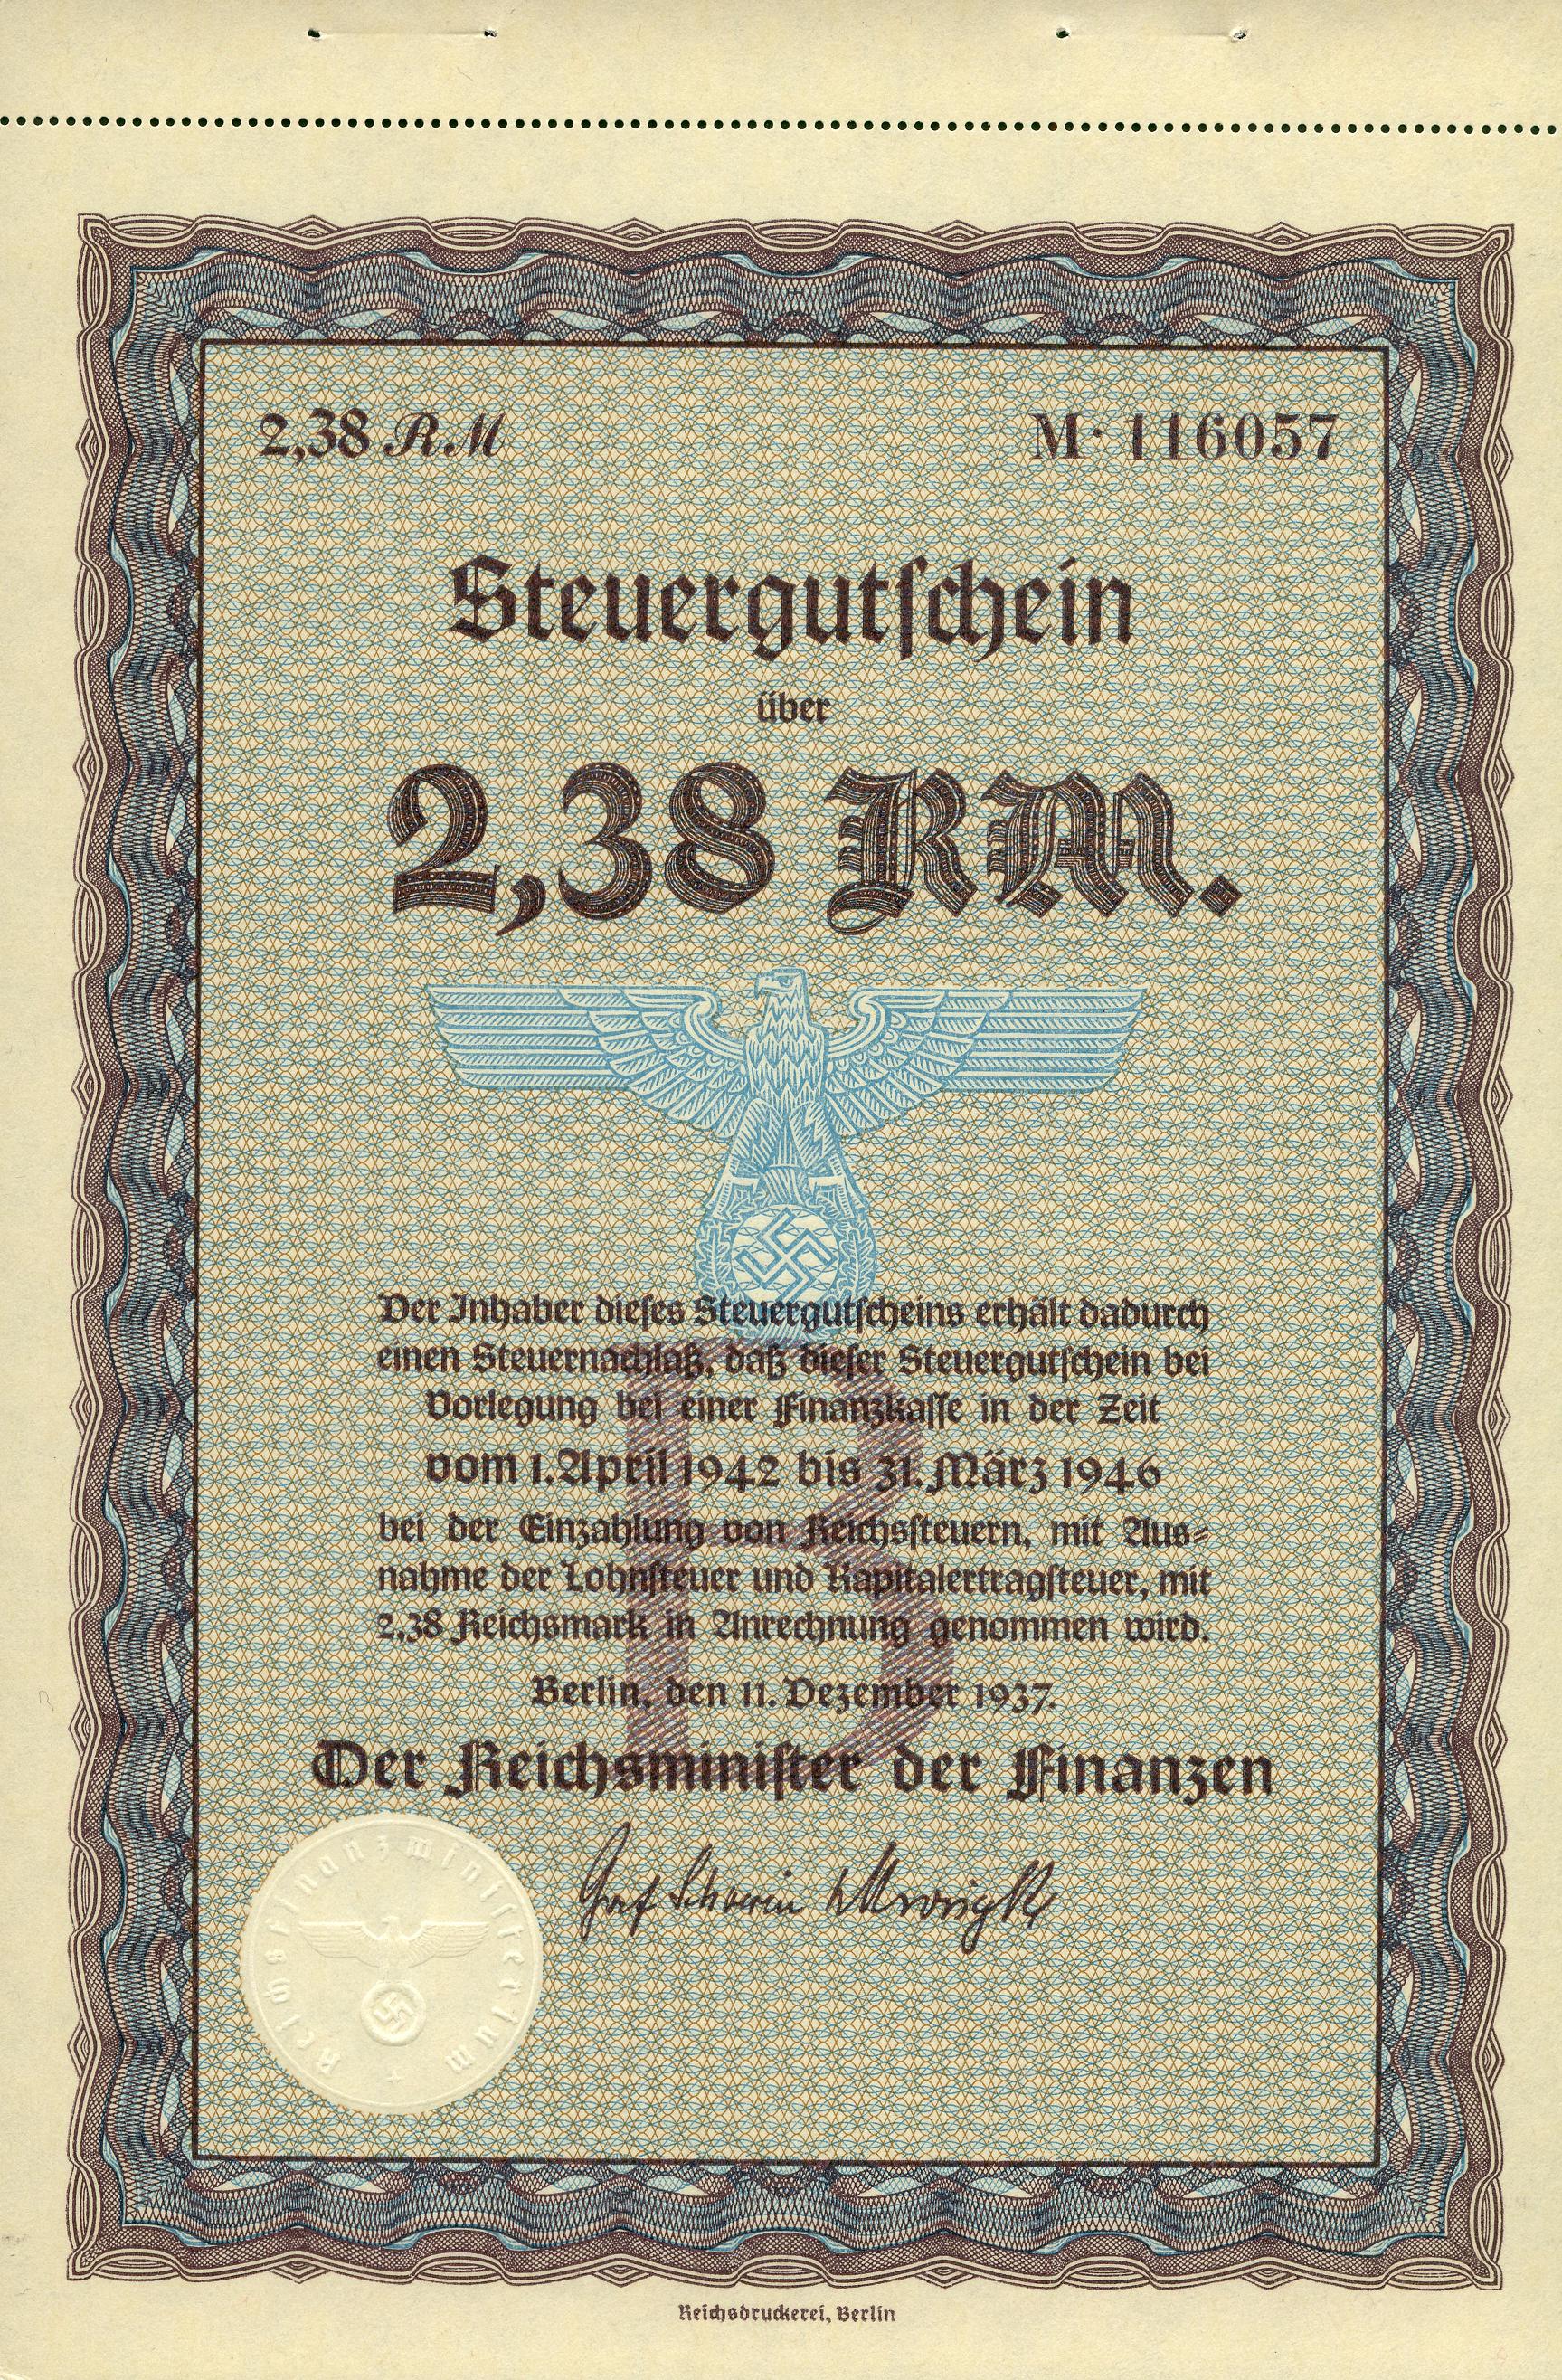 2,38 RM
M· 116057
Steuergutschein
über
2,38 RM.
Der Inhaber dieses Steuergutscheins erhält dadurch
einen Steuernachlaß, daß dieser Steuergutschein bei
Vorlegung bei einer Finanzkasse in der Zeit
vom 1. April 1942 bis 31. März 1946
bei der Einzahlung von Reichssteuern, mit Aus=
nahme der Lohnsteuer und Kapitalertragsteuer, mit
2,38 Reichsmark in Anrechnung genommen wird.
B
Berlin, den 11. Dezember 1937.
Der Reichsminister der Finanzen
Graf Schwerin v Krosigk
Reichsfinanzministerium
Reichsdruckerei, Berlin